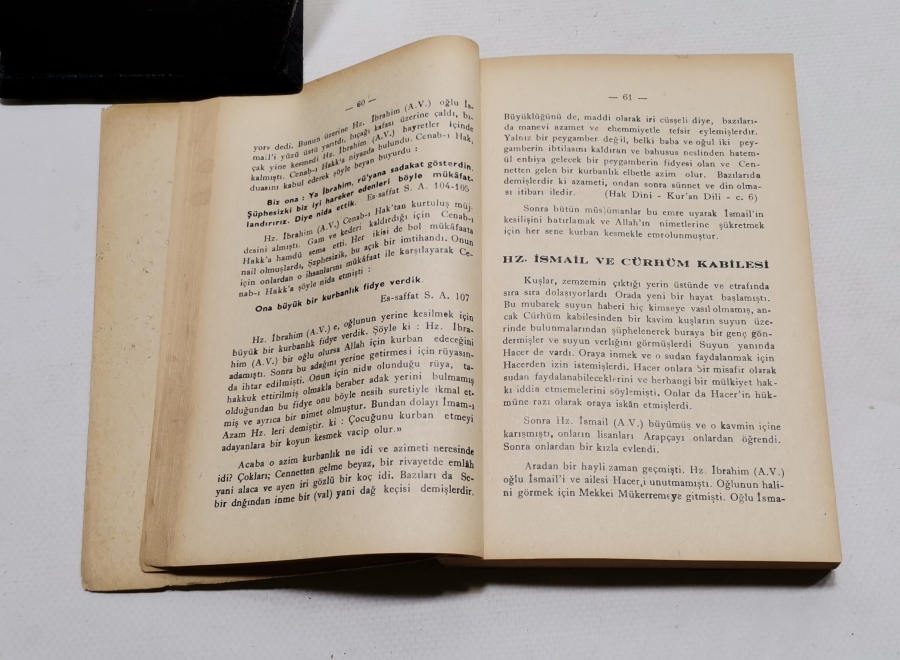 — 60 —
yor» dedi. Bunun üzerine Hz. İbrahim (A.V.) oğlu İs-
mail'i yüzü üstü yarıtdı, bıçağı kafası üzerine çaldı, bı-
çak yine kesmedi Hz. İbrahim (A.V.) hayretler içinde
kalmıştı. Cenab-ı Hakk'a niyazda bulundu. Cenab-ı Hak,
duasını kabul ederek şöyle beyan buyurdu :
Biz ona : Ya İbrahim, rü'yana sadakat gösterdin.
Şüphesizki biz iyi hareker edenleri böyle mükâfat-
landırırız. Diye nida ettik. Es-saffat S. A. 104-105
Hz. İbrahim (A.V.) Cenab-ı Hak'tan kurtuluş müj-
desini almıştı. Gam ve kederi kaldırdığı için Cenab-ı
Hakk'a hamdü sema etti. Her ikisi de bol mükâfaata
nail olmuşlardı, Şzphesizik, bu açık bir imtihandı. Onun
için onlardan o ihsanlarını mükâfaat ile karşılayarak Ce-
nab-ı Hakk'a şöyle nida etmişti :
Ona büyük bir kurbanlık fidye verdik.
Es-saffat S. A. 107
Hz. İbrahim (A.V.) e, oğlunun yerine kesilmek için
büyük bir kurbanlık fidye verdik. Şöyle ki : Hz. İbra-
him (A.V.) bir oğlu olursa Allah için kurban edeceğini
adamıştı. Sonra bu adağını yerine getirmesi için rüyasın-
da ihtar edilmişti. Onun için nidv olunduğu rüya, ta-
hakkuk ettirilmiş olmakla beraber adak yerini bulmamış
olduğundan bu fidye onu böyle nesih suretiyle ikmal et-
miş ve ayrıca bir nimet olmuştur. Bundan dolayı İmam-ı
Azam Hz. leri demiştir. ki : Çocuğunu kurban etmeyi
adayanlara bir koyun kesmek vacip olur.»
Acaba o azim kurbanlık ne idi ve azimeti neresinde
idi? Çokları; Cennetten gelme beyaz, bir rivayetde emlâh
yani alaca ve ayen iri gözlü bir koç idi. Bazıları da Se-
bir dnğından inme bir (val) yani dağ keçisi demişlerdir.
— 61 —
Büyüklüğünü de, maddi olarak iri cüsseli diye, bazıları-
da manevi azamet ve ehemmiyetle tefsir eylemişlerdir.
Yalnız bir peygamber değil, belki baba ve oğul iki pey-
gamberin ibtilasını kaldıran ve bahusus neslinden hatem-
ül enbiya gelecek bir peygamberin fidyesi olan ve Cen-
netten gelen bir kurbanlık elbette azim olur. Bazılarıda
demişlerdir ki azameti, ondan sonra sünnet ve din olma-
sı itibari iledir. (Hak Dini - Kur'an Dili - c. 6)
Sonra bütün müslümanlar bu emre uyarak İsmail'in
kesilişini hatırlamak ve Allah'ın nimetlerine şükretmek
için her sene kurban kesmekle emrolunmuştur.
HZ. İSMAİL VE CÜRHÜM KABİLESİ
Kuşlar, zemzemin çıktığı yerin üstünde ve etrafında
sıra sıra dolaşıyorlardı Orada yeni bir hayat başlamıştı.
Bu mubarek suyun haberi hiç kimseye vasıl olmamış, an-
cak Cürhüm kabilesinden bir kavim kuşların suyun üze-
rinde bulunmalarından şüphelenerek buraya bir genç gön-
dermişler ve suyun verlığını görmüşlerdi Suyun yanında
Hacer de vardı. Oraya inmek ve o sudan faydalanmak için
Hacerden izin istemişlerdi. Hacer onlara bir misafir olarak
sudan faydalanabileceklerini ve herhangi bir mülkiyet hak-
kı iddia etmemelerini söylemişti. Onlar da Hacer'in hük-
müne razı olarak oraya iskân etmişlerdi.
Sonra Hz. İsmail (A.V.) büyümüş ve o kavmin içine
karışmıştı, onların lisanları Arapçayı onlardan öğrendi.
Sonra onlardan bir kızla evlendi.
Aradan bir hayli zaman geçmişti. Hz. İbrahim (A.V.)
oğlu İsmail'i ve ailesi Hacer,i unutmamıştı. Oğlunun hali-
ni görmek için Mekkei Mükerremeye gitmişti. Oğlu İsma-